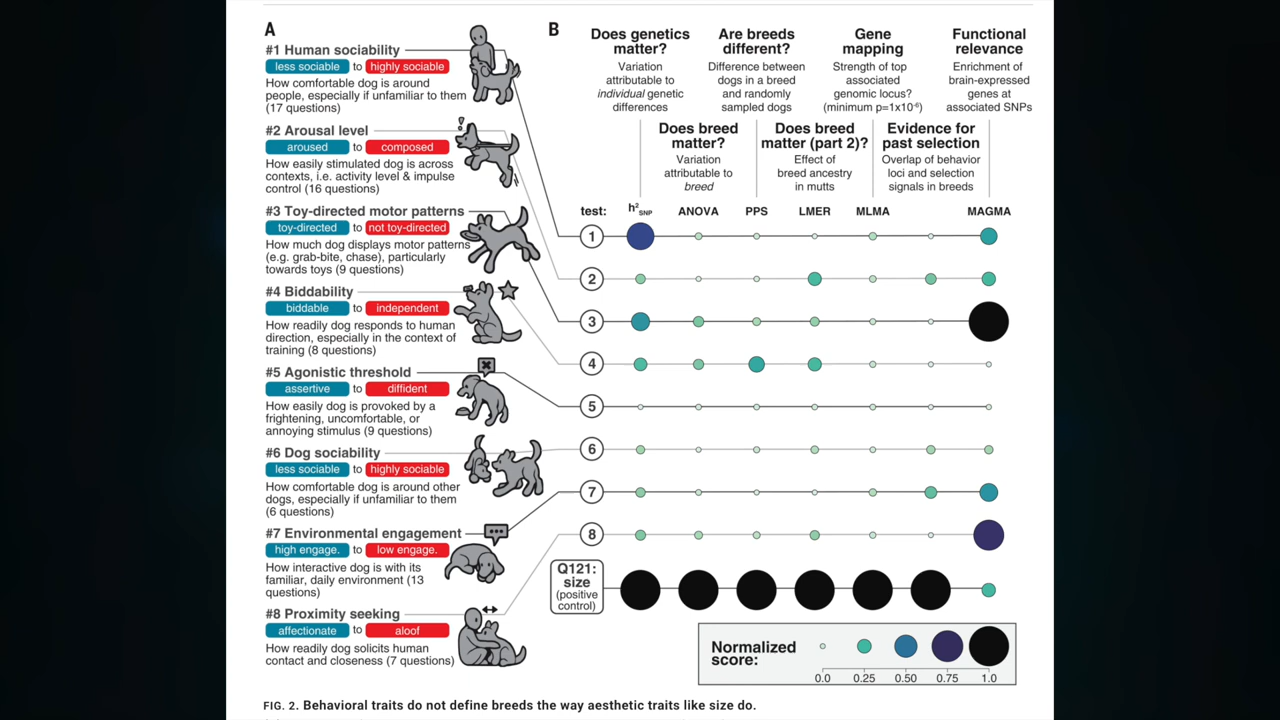 A
#1 Human sociability
less sociable to highly sociable
How comfortable dog is around
people, especially if unfamiliar to them
(17 questions)
#2 Arousal level
aroused to composed
How easily stimulated dog is across
contexts, i.e. activity level & impulse
control (16 questions)
#3 Toy-directed motor patterns
toy-directed to not toy-directed
How much dog displays motor patterns
(e.g. grab-bite, chase), particularly
towards toys (9 questions)
#4 Biddability
biddable to independent
How readily dog responds to human
direction, especially in the context of
training (8 questions)
#5 Agonistic threshold
assertive to diffident
How easily dog is provoked by a
frightening, uncomfortable, or
annoying stimulus (9 questions)
#6 Dog sociability
less sociable to highly sociable
How comfortable dog is around other
dogs, especially if unfamiliar to them
(6 questions)
#7 Environmental engagement
high engage. to low engage.
How interactive dog is with its
familiar, daily environment (13
questions)
#8 Proximity seeking
affectionate to aloof
How readily dog solicits human
contact and closeness (7 questions)
B
Does genetics
matter?
Variation
attributable to
individual genetic
differences
Are breeds
different?
Difference between
dogs in a breed
and randomly
sampled dogs
Gene
mapping
Strength of top
associated
genomic locus?
(minimum p=1x10⁻⁶)
Functional
relevance
Enrichment of
brain-expressed
genes at
associated SNPs
Does breed
matter?
Variation
attributable to
breed
Does breed
matter (part 2)?
Effect of
breed ancestry
in mutts
Evidence for
past selection
Overlap of behavior
loci and selection
signals in breeds
test: h²SNP ANOVA PPS LMER MLMA MAGMA
1
2
3
4
5
6
7
8
Q121:
size
(positive
control)
Normalized
score:
0.0 0.25 0.50 0.75 1.0
FIG. 2. Behavioral traits do not define breeds the way aesthetic traits like size do.